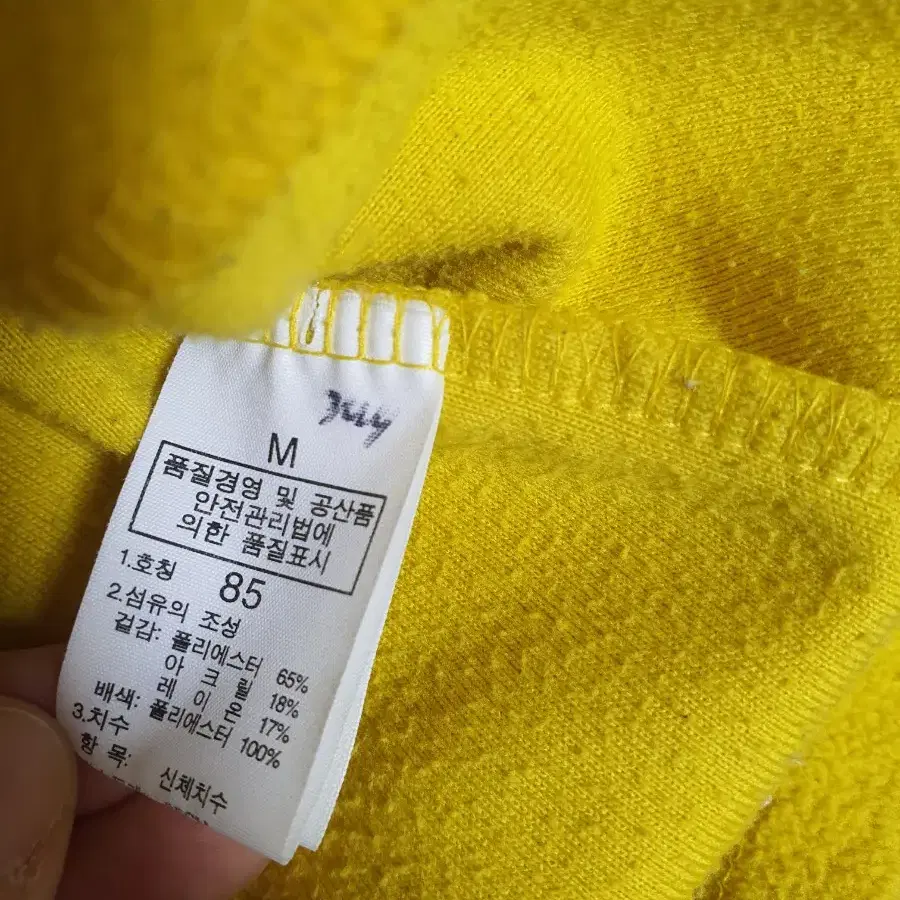 M
품질경영 및 공산품
안전관리법에
의한 품질표시
1.호칭 85
2.섬유의 조성
겉감: 폴리에스터 65%
아 크 릴 18%
레 이 온 17%
배색: 폴리에스터 100%
3.치수
항 목: 신체치수